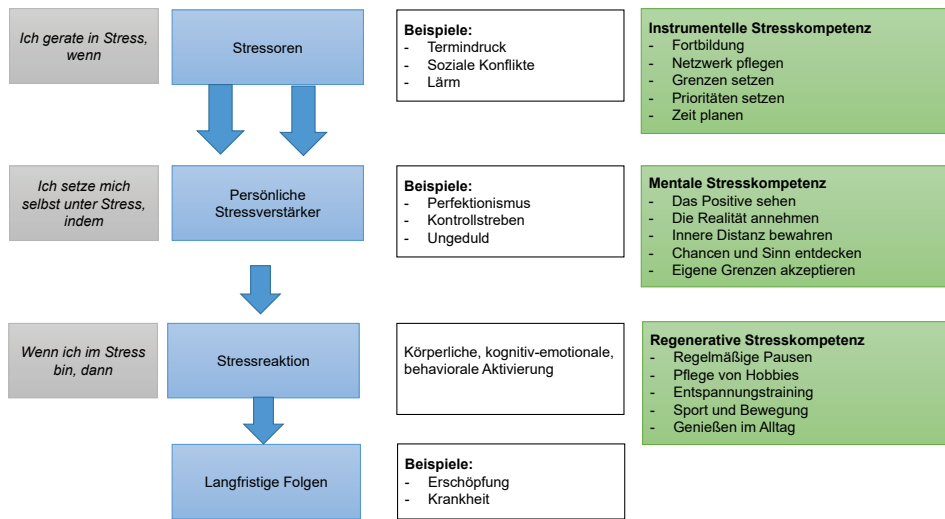 Ich gerate in Stress,
wenn
Stressoren
Beispiele:
- Termindruck
- Soziale Konflikte
- Lärm
Instrumentelle Stresskompetenz
- Fortbildung
- Netzwerk pflegen
- Grenzen setzen
- Prioritäten setzen
- Zeit planen
Ich setze mich
selbst unter Stress,
indem
Persönliche
Stressverstärker
Beispiele:
- Perfektionismus
- Kontrollstreben
- Ungeduld
Mentale Stresskompetenz
- Das Positive sehen
- Die Realität annehmen
- Innere Distanz bewahren
- Chancen und Sinn entdecken
- Eigene Grenzen akzeptieren
Wenn ich im Stress
bin, dann
Stressreaktion
Körperliche, kognitiv-emotionale,
behaviorale Aktivierung
Regenerative Stresskompetenz
- Regelmäßige Pausen
- Pflege von Hobbies
- Entspannungstraining
- Sport und Bewegung
- Genießen im Alltag
Langfristige Folgen
Beispiele:
- Erschöpfung
- Krankheit